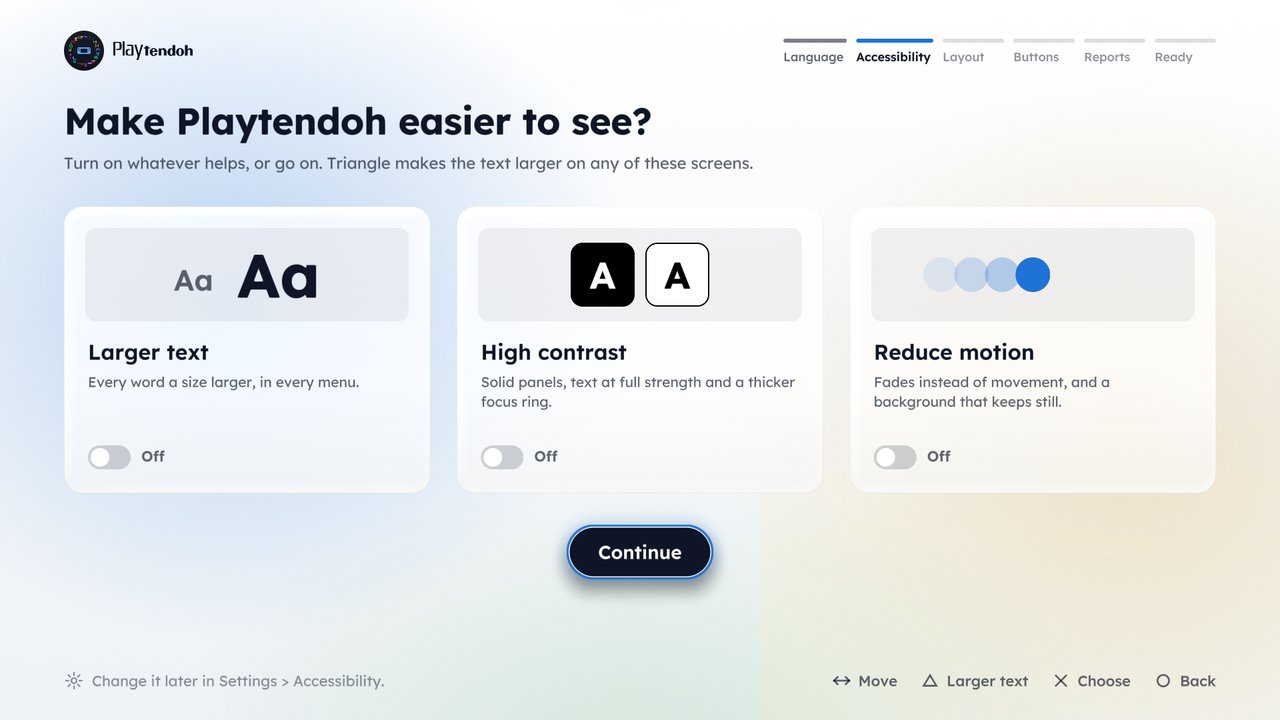 Playtendoh
Language Accessibility Layout Buttons Reports Ready
Make Playtendoh easier to see?
Turn on whatever helps, or go on. Triangle makes the text larger on any of these screens.
Aa Aa
Larger text
Every word a size larger, in every menu.
Off
A A
High contrast
Solid panels, text at full strength and a thicker
focus ring.
Off
Reduce motion
Fades instead of movement, and a
background that keeps still.
Off
Continue
Change it later in Settings > Accessibility.
Move Larger text Choose Back